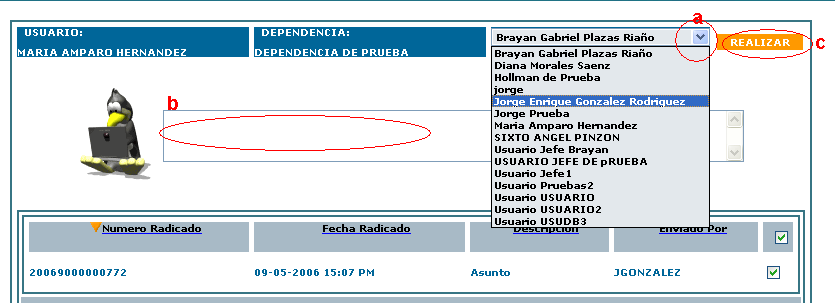 a
USUARIO:
DEPENDENCIA:
Brayan Gabriel Plazas Riaño
REALIZAR
c
MARIA AMPARO HERNANDEZ
DEPENDENCIA DE PRUEBA
Brayan Gabriel Plazas Riaño
Diana Morales Saenz
Hollman de Prueba
jorge
Jorge Enrique Gonzalez Rodriguez
Jorge Prueba
Maria Amparo Hernandez
SIXTO ANGEL PINZON
Usuario Jefe Brayan
USUARIO JEFE DE pRUEBA
Usuario Jefe1
Usuario Pruebas2
Usuario USUARIO
Usuario USUARIO2
Usuario USUDB3
b
Numero Radicado
Fecha Radicado
Descripcion
Enviado Por
20069000000772
09-05-2006 15:07 PM
Asunto
JGONZALEZ